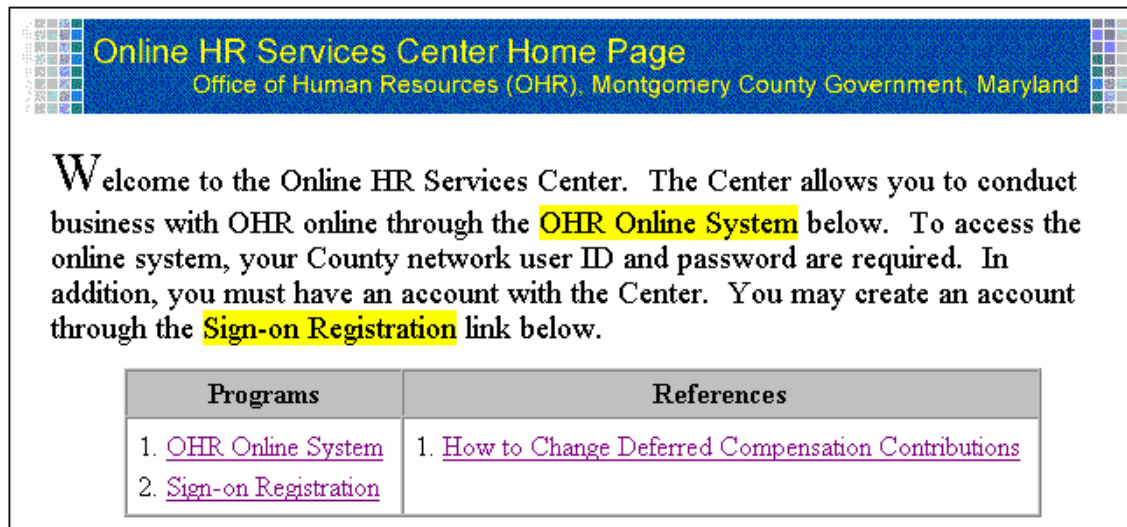 Online HR Services Center Home Page
Office of Human Resources (OHR), Montgomery County Government, Maryland
Welcome to the Online HR Services Center. The Center allows you to conduct
business with OHR online through the OHR Online System below. To access the
online system, your County network user ID and password are required. In
addition, you must have an account with the Center. You may create an account
through the Sign-on Registration link below.
Programs References
1. OHR Online System 1. How to Change Deferred Compensation Contributions
2. Sign-on Registration